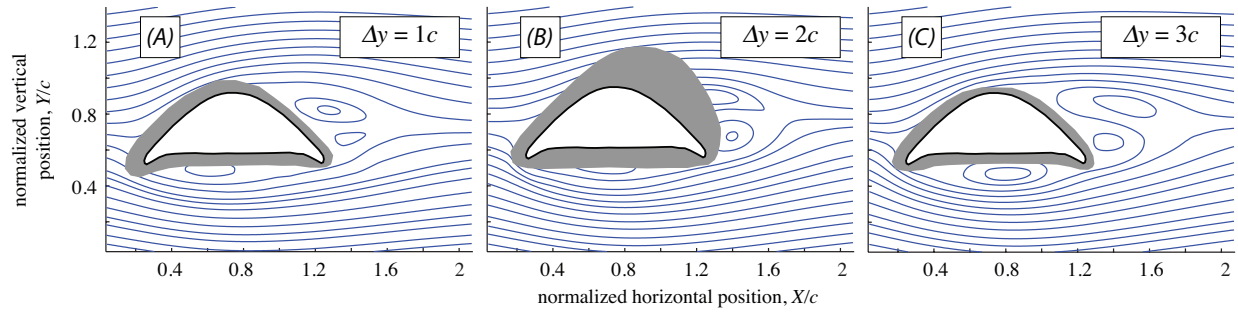 (A)
Δy = 1c
(B)
Δy = 2c
(C)
Δy = 3c
normalized vertical
position, Y/c
1.2
0.8
0.4
0.4 0.8 1.2 1.6 2
0.4 0.8 1.2 1.6 2
0.4 0.8 1.2 1.6 2
normalized horizontal position, X/c